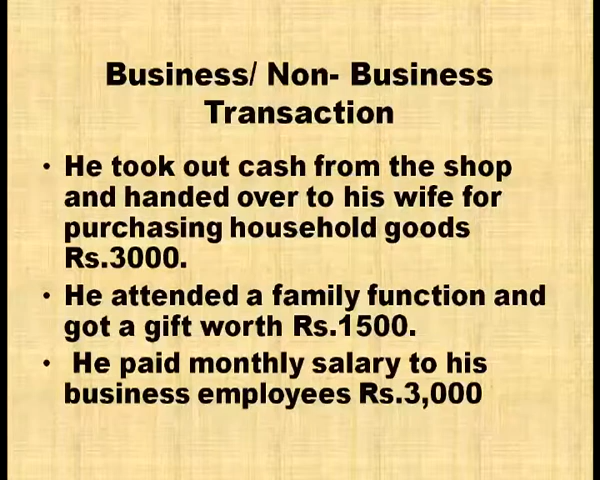 Business/ Non- Business
Transaction
• He took out cash from the shop
and handed over to his wife for
purchasing household goods
Rs.3000.
• He attended a family function and
got a gift worth Rs.1500.
• He paid monthly salary to his
business employees Rs.3,000